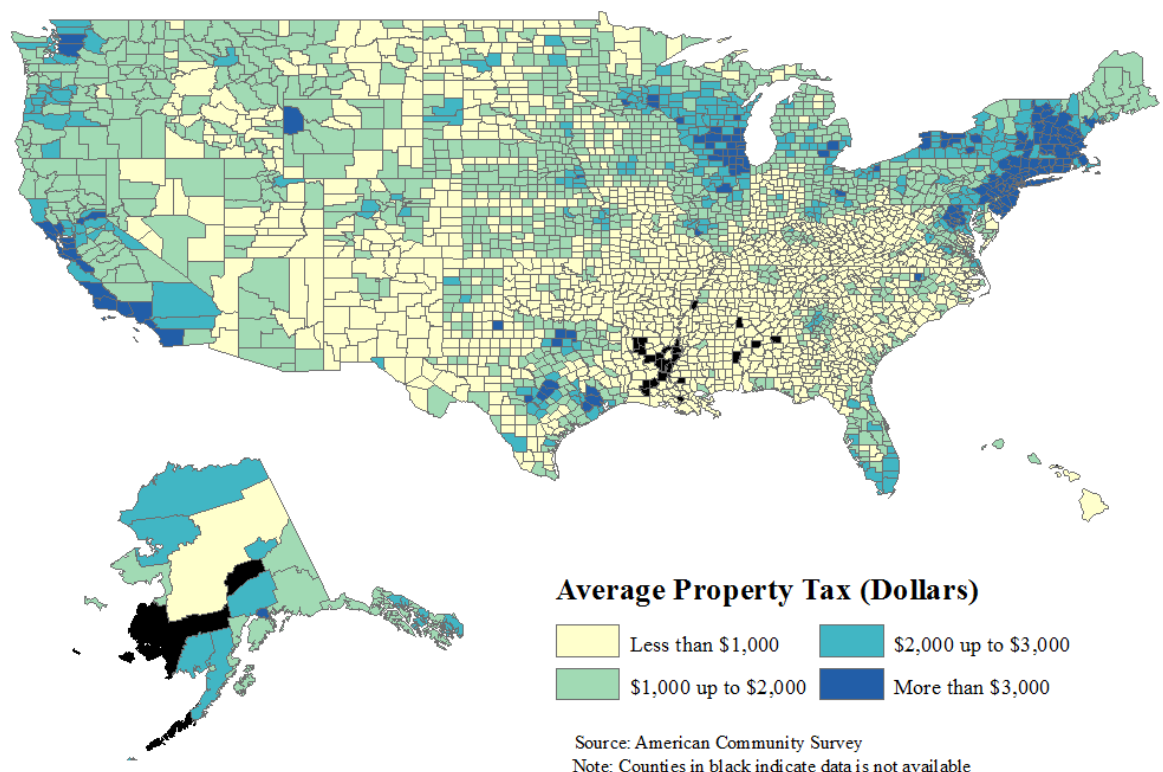 Average Property Tax (Dollars)
Less than $1,000
$2,000 up to $3,000
$1,000 up to $2,000
More than $3,000
Source: American Community Survey
Note: Counties in black indicate data is not available